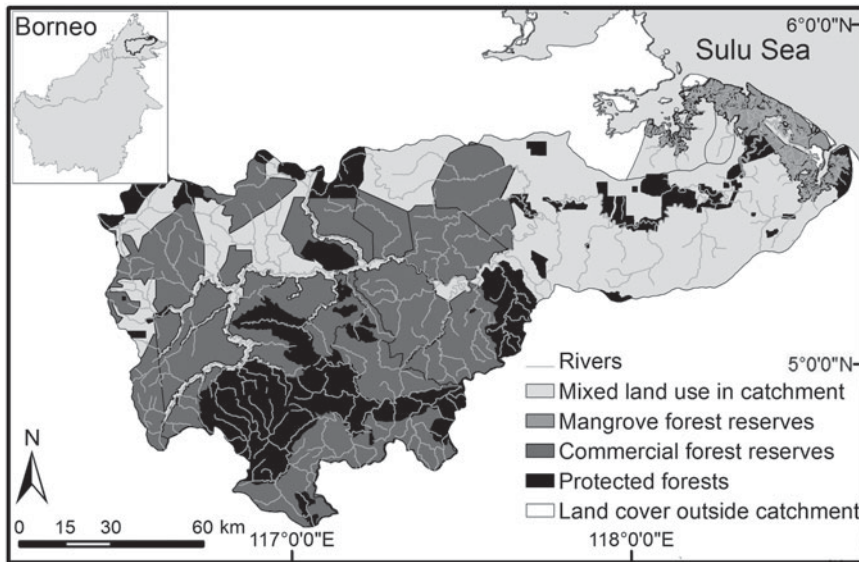 Borneo
6°0'0"N
Sulu Sea
5°0'0"N
Rivers
Mixed land use in catchment
Mangrove forest reserves
Commercial forest reserves
Protected forests
Land cover outside catchment
N
0 15 30 60 km
117°0'0"E
118°0'0"E